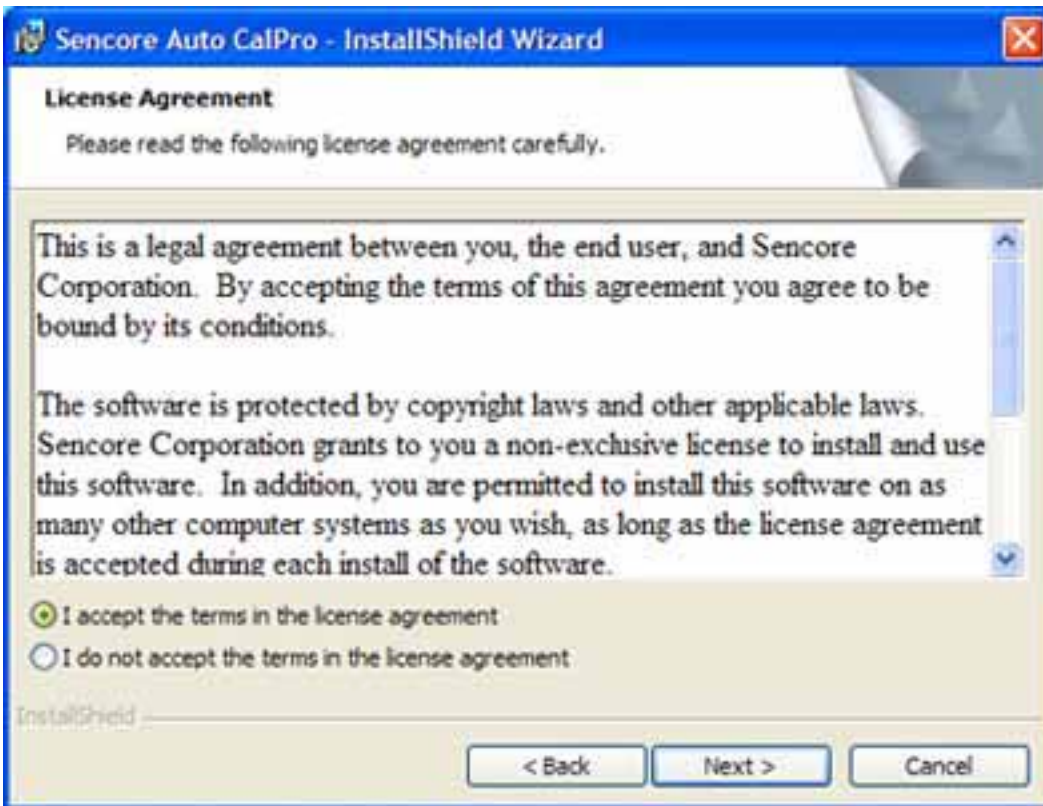 Sencore Auto CalPro - InstallShield Wizard
License Agreement
Please read the following license agreement carefully.
This is a legal agreement between you, the end user, and Sencore
Corporation.  By accepting the terms of this agreement you agree to be
bound by its conditions.
The software is protected by copyright laws and other applicable laws.
Sencore Corporation grants to you a non-exclusive license to install and use
this software.  In addition, you are permitted to install this software on as
many other computer systems as you wish, as long as the license agreement
is accepted during each install of the software.
I accept the terms in the license agreement
I do not accept the terms in the license agreement
InstallShield
< Back
Next >
Cancel